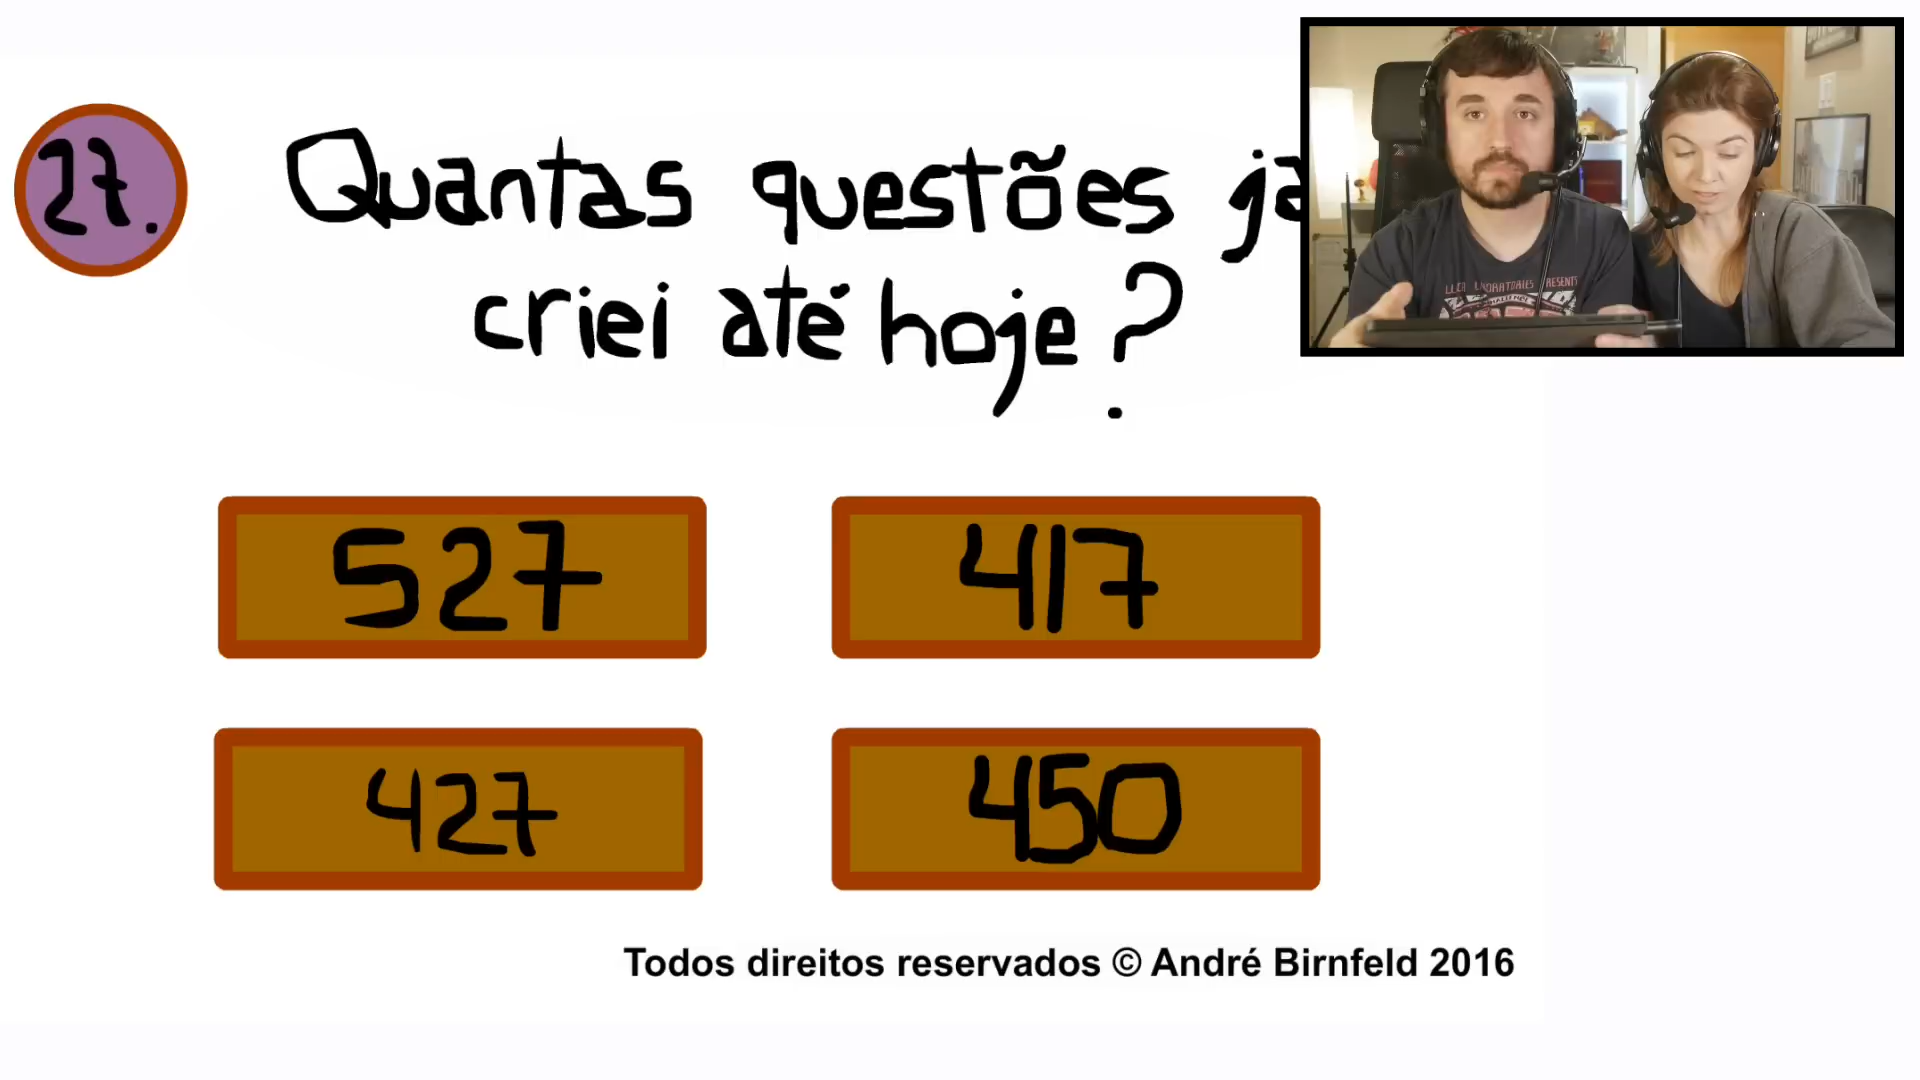 27.
Quantas questões já
criei até hoje?
527
417
427
450
Todos direitos reservados © André Birnfeld 2016